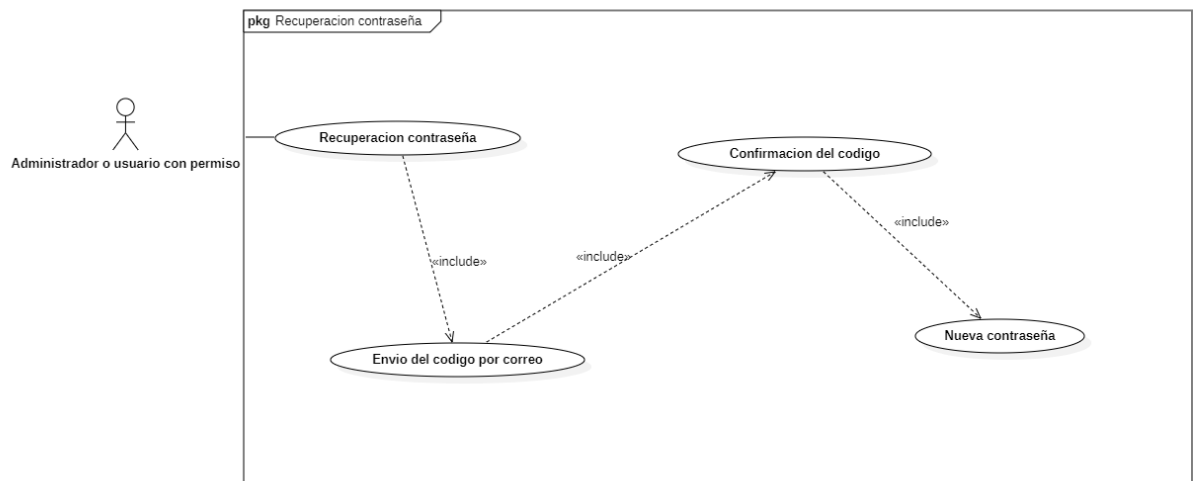 pkg Recuperacion contraseña
Administrador o usuario con permiso
Recuperacion contraseña
Confirmacion del codigo
«include»
«include»
«include»
Nueva contraseña
Envio del codigo por correo